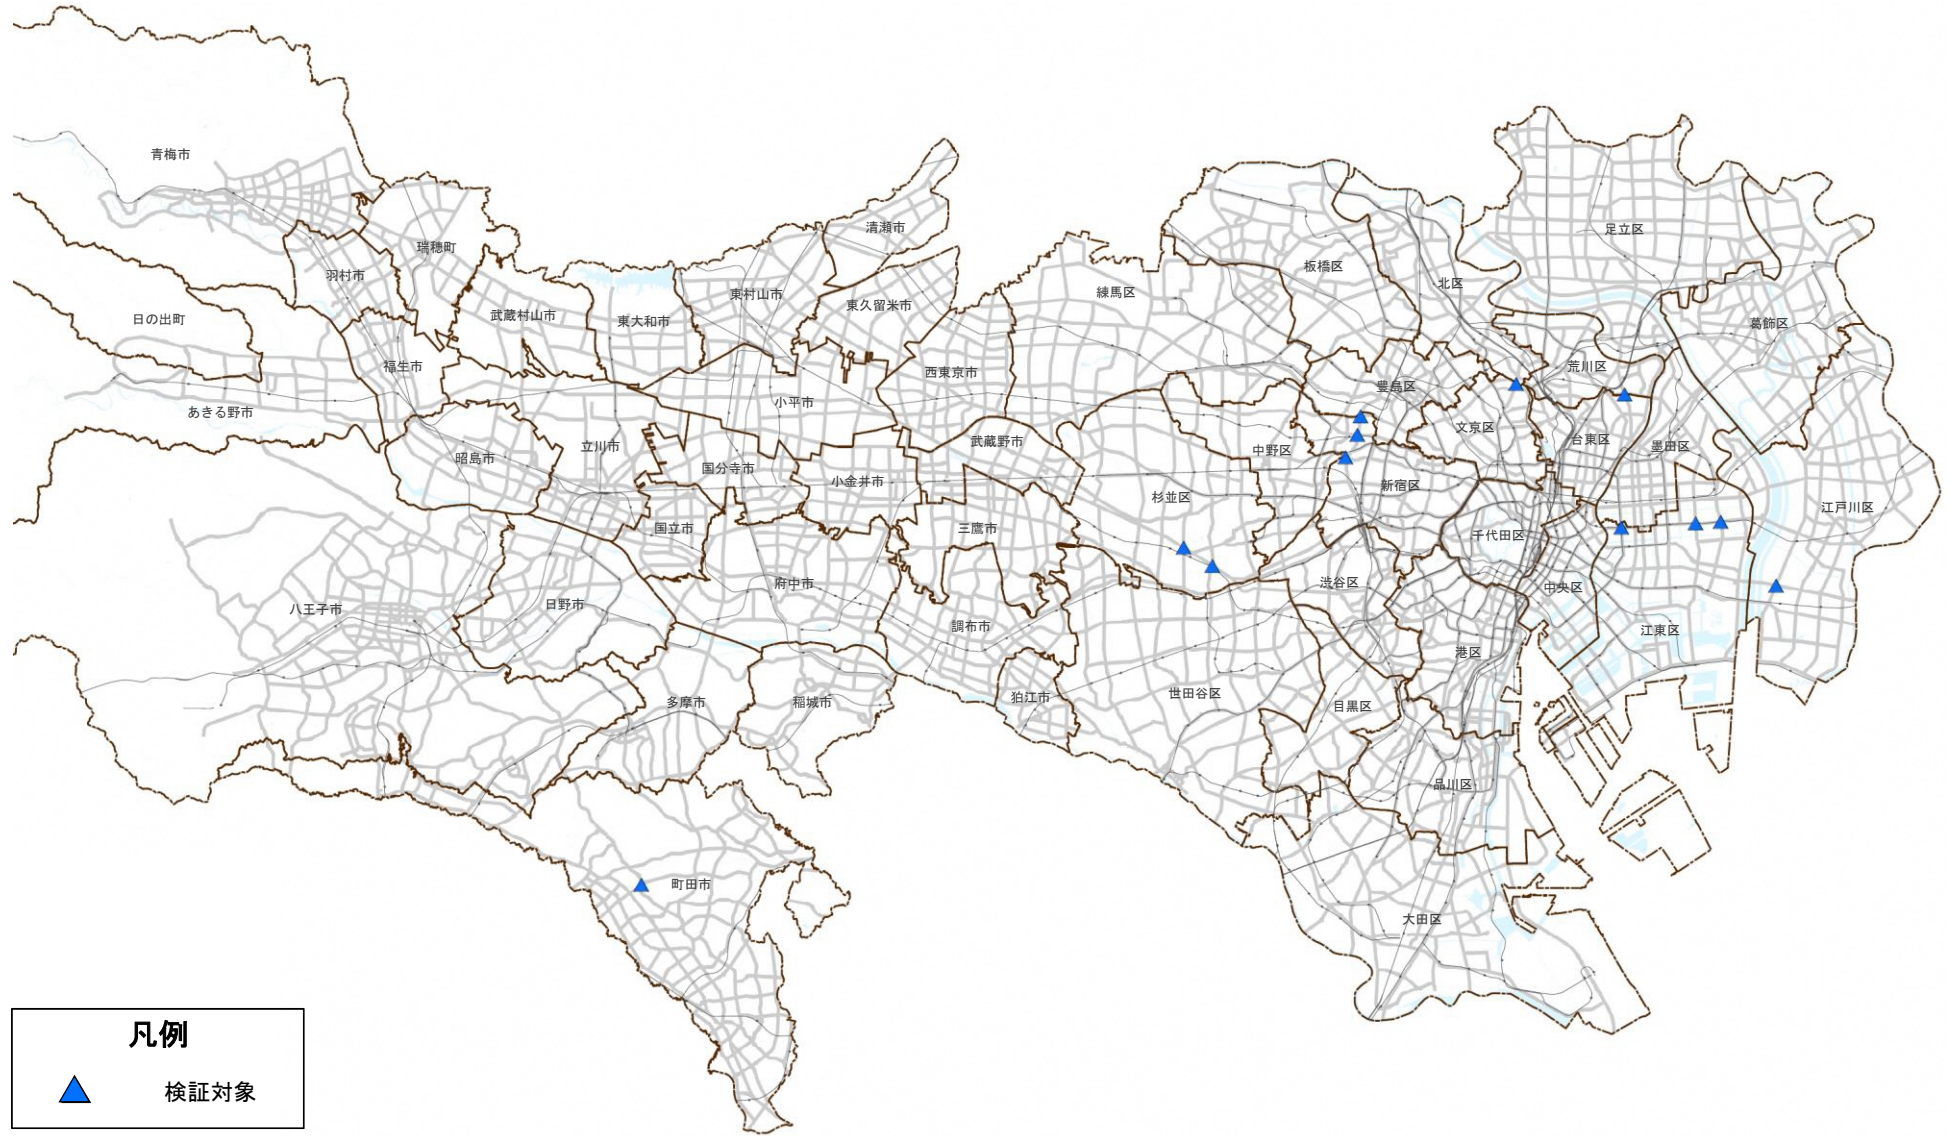 青梅市
瑞穂町
羽村市
日の出町
福生市
あきる野市
武蔵村山市
東大和市
東村山市
清瀬市
東久留米市
西東京市
小平市
昭島市
立川市
国分寺市
小金井市
武蔵野市
国立市
三鷹市
府中市
八王子市
日野市
調布市
多摩市
稲城市
狛江市
町田市
足立区
板橋区
北区
練馬区
葛飾区
荒川区
豊島区
文京区
台東区
墨田区
中野区
新宿区
杉並区
江戸川区
千代田区
渋谷区
中央区
江東区
港区
世田谷区
目黒区
品川区
大田区
凡例
検証対象